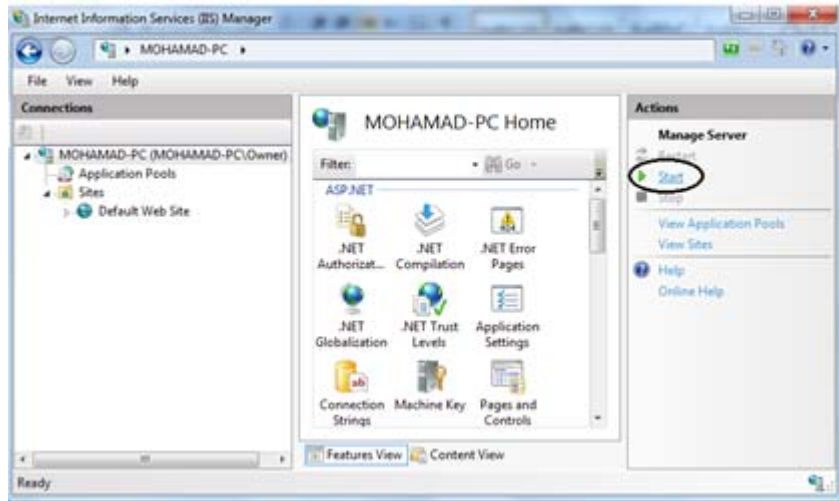 Internet Information Services (IIS) Manager
MOHAMAD-PC
File View Help
Connections
MOHAMAD-PC (MOHAMAD-PC\Owner)
Application Pools
Sites
Default Web Site
MOHAMAD-PC Home
Filter: Go
ASP.NET
.NET Authorizat...
.NET Compilation
.NET Error Pages
.NET Globalization
.NET Trust Levels
Application Settings
ab
Connection Strings
Machine Key
Pages and Controls
Features View Content View
Actions
Manage Server
Restart
Start
Stop
View Application Pools
View Sites
Help
Online Help
Ready